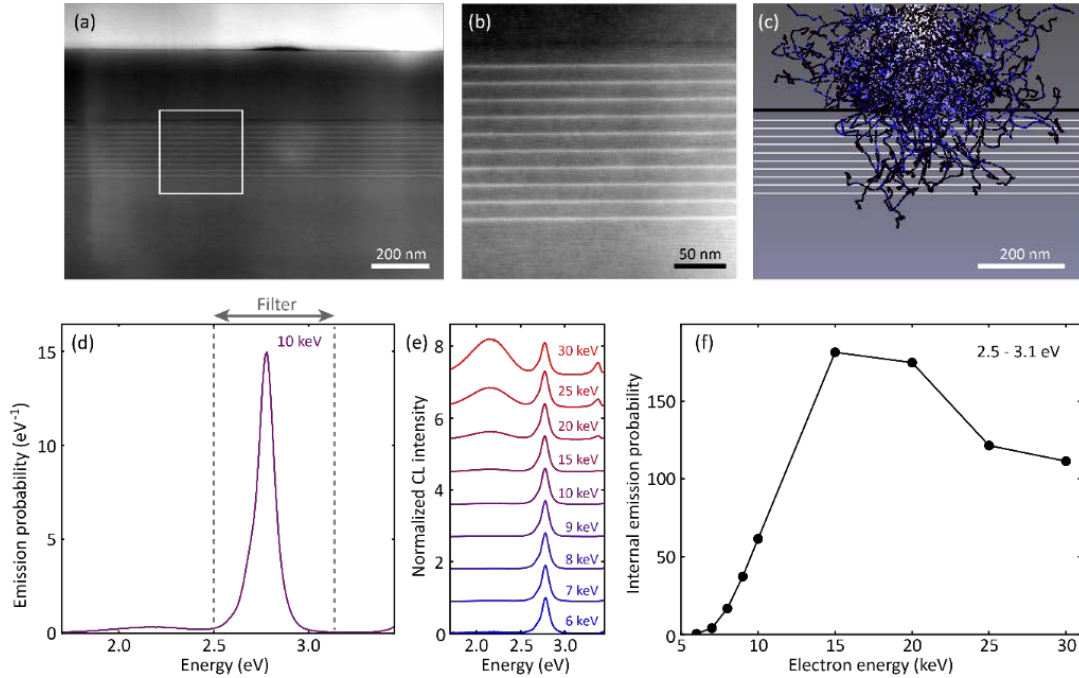 (a)
200 nm
(b)
50 nm
(c)
200 nm
Filter
(d)
10 keV
15
10
5
0
2.0
2.5
3.0
Energy (eV)
Emission probability (eV⁻¹)
(e)
8
6
4
2
0
30 keV
25 keV
20 keV
15 keV
10 keV
9 keV
8 keV
7 keV
6 keV
2.0
2.5
3.0
Energy (eV)
Normalized CL intensity
(f)
2.5 - 3.1 eV
150
100
50
0
5
10
15
20
25
30
Electron energy (keV)
Internal emission probability